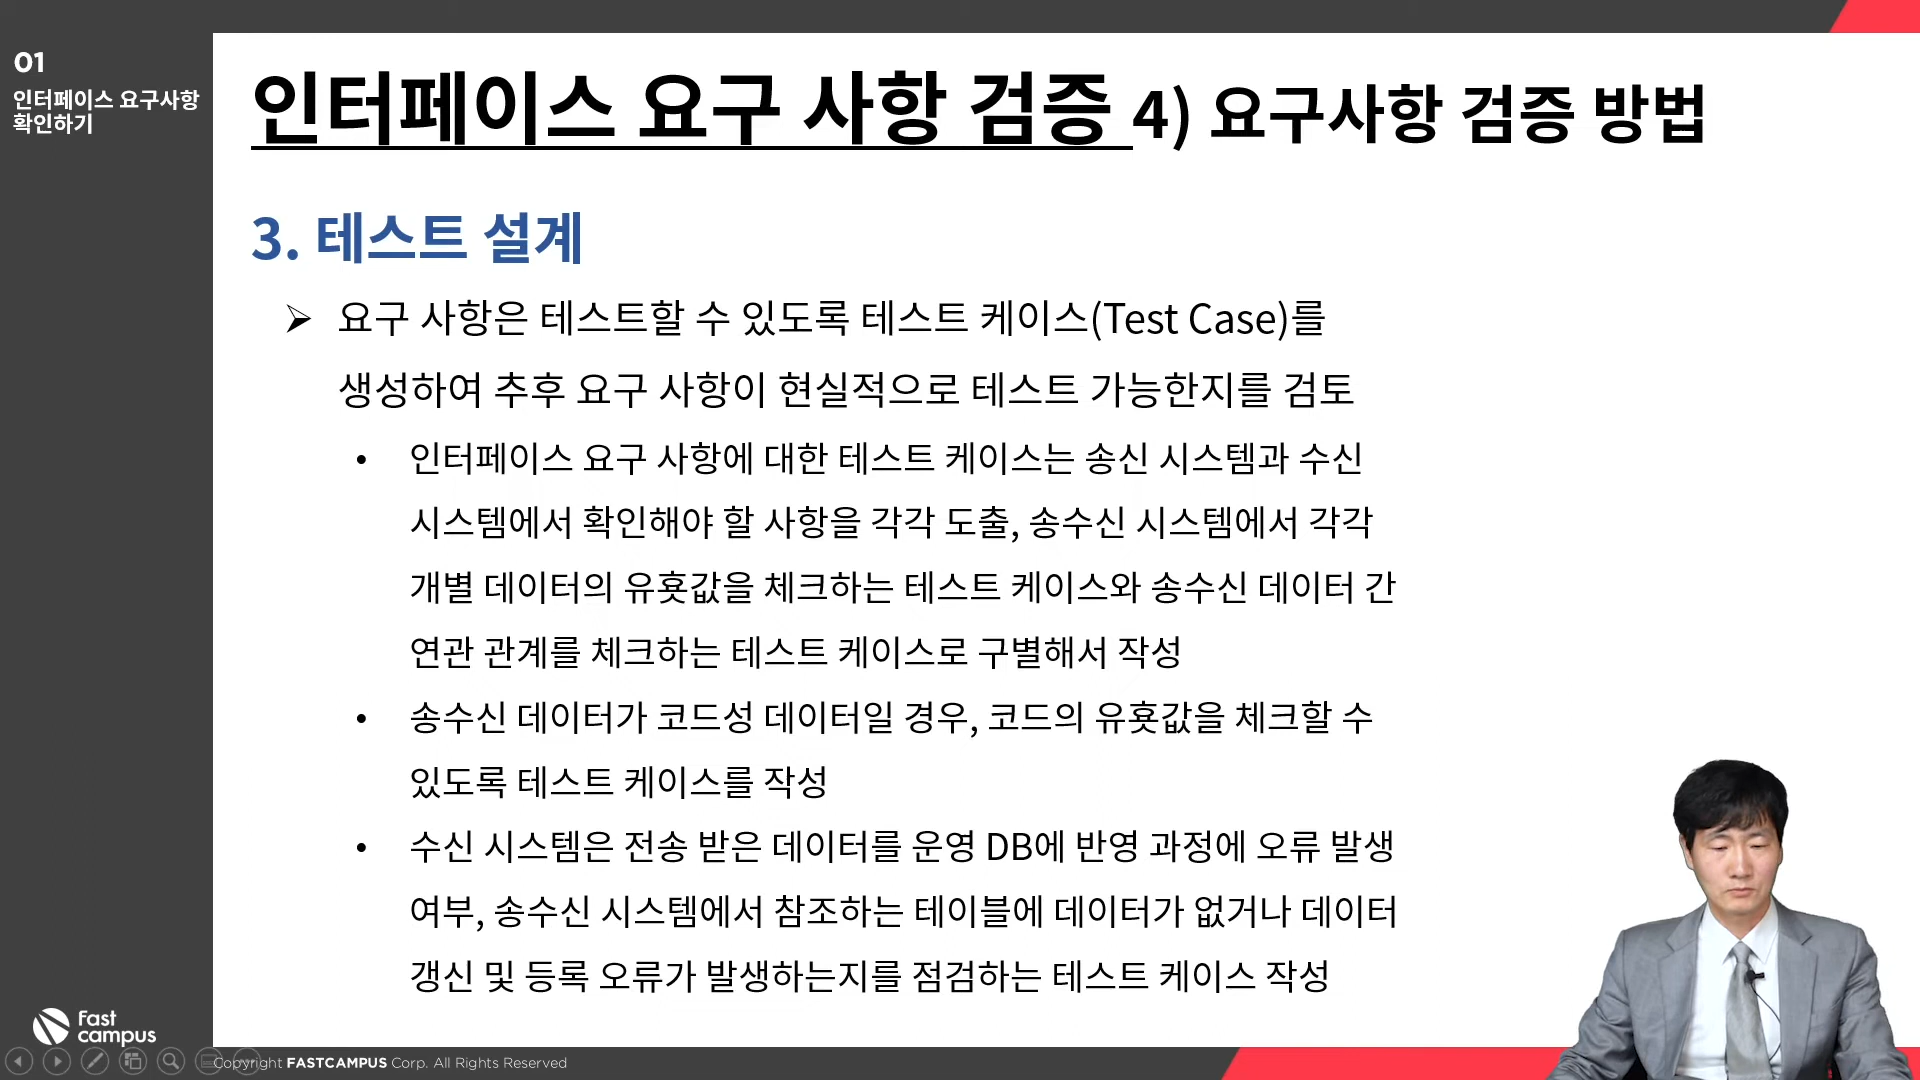 01
인터페이스 요구사항
확인하기
인터페이스 요구 사항 검증 4) 요구사항 검증 방법
3. 테스트 설계
➢ 요구 사항은 테스트할 수 있도록 테스트 케이스(Test Case)를
생성하여 추후 요구 사항이 현실적으로 테스트 가능한지를 검토
• 인터페이스 요구 사항에 대한 테스트 케이스는 송신 시스템과 수신
시스템에서 확인해야 할 사항을 각각 도출, 송수신 시스템에서 각각
개별 데이터의 유횻값을 체크하는 테스트 케이스와 송수신 데이터 간
연관 관계를 체크하는 테스트 케이스로 구별해서 작성
• 송수신 데이터가 코드성 데이터일 경우, 코드의 유횻값을 체크할 수
있도록 테스트 케이스를 작성
• 수신 시스템은 전송 받은 데이터를 운영 DB에 반영 과정에 오류 발생
여부, 송수신 시스템에서 참조하는 테이블에 데이터가 없거나 데이터
갱신 및 등록 오류가 발생하는지를 점검하는 테스트 케이스 작성
Fast
campus
Copyright FASTCAMPUS Corp. All Rights Reserved